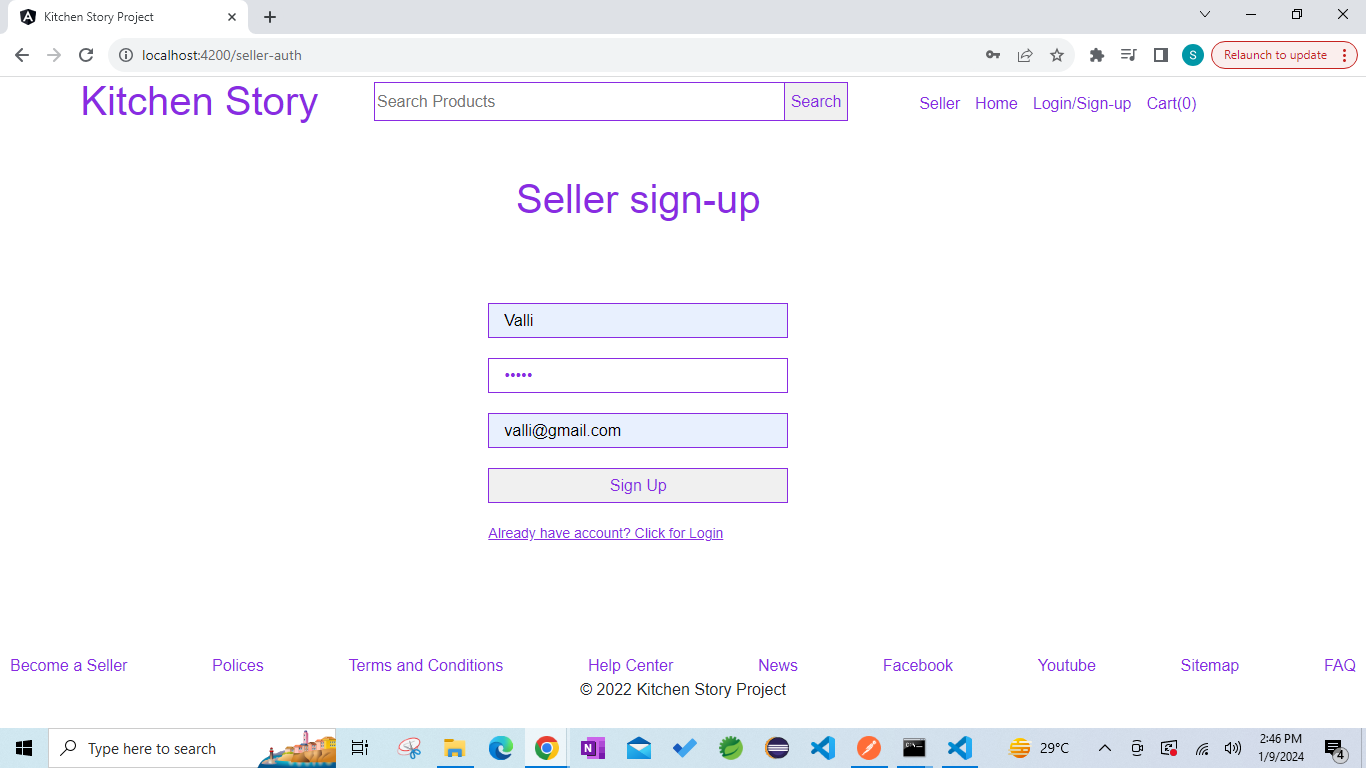 Kitchen Story Project
localhost:4200/seller-auth
S
Relaunch to update
Kitchen Story
Search Products
Search
Seller Home Login/Sign-up Cart(0)
Seller sign-up
Valli
•••••
valli@gmail.com
Sign Up
Already have account? Click for Login
Become a Seller Polices Terms and Conditions Help Center News Facebook Youtube Sitemap FAQ
© 2022 Kitchen Story Project
Type here to search
N
29°C
2:46 PM
1/9/2024
4